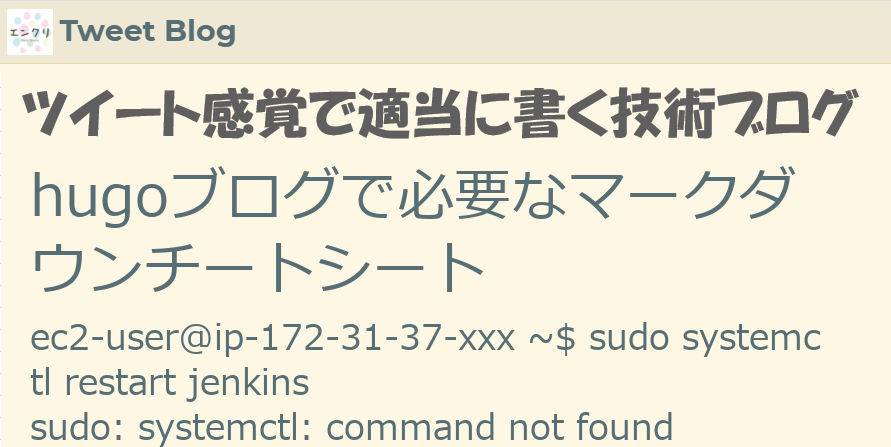 エンクリ Tweet Blog
ツイート感覚で適当に書く技術ブログ
hugoブログで必要なマークダ
ウンチートシート
ec2-user@ip-172-31-37-xxx ~$ sudo systemc
tl restart jenkins
sudo: systemctl: command not found